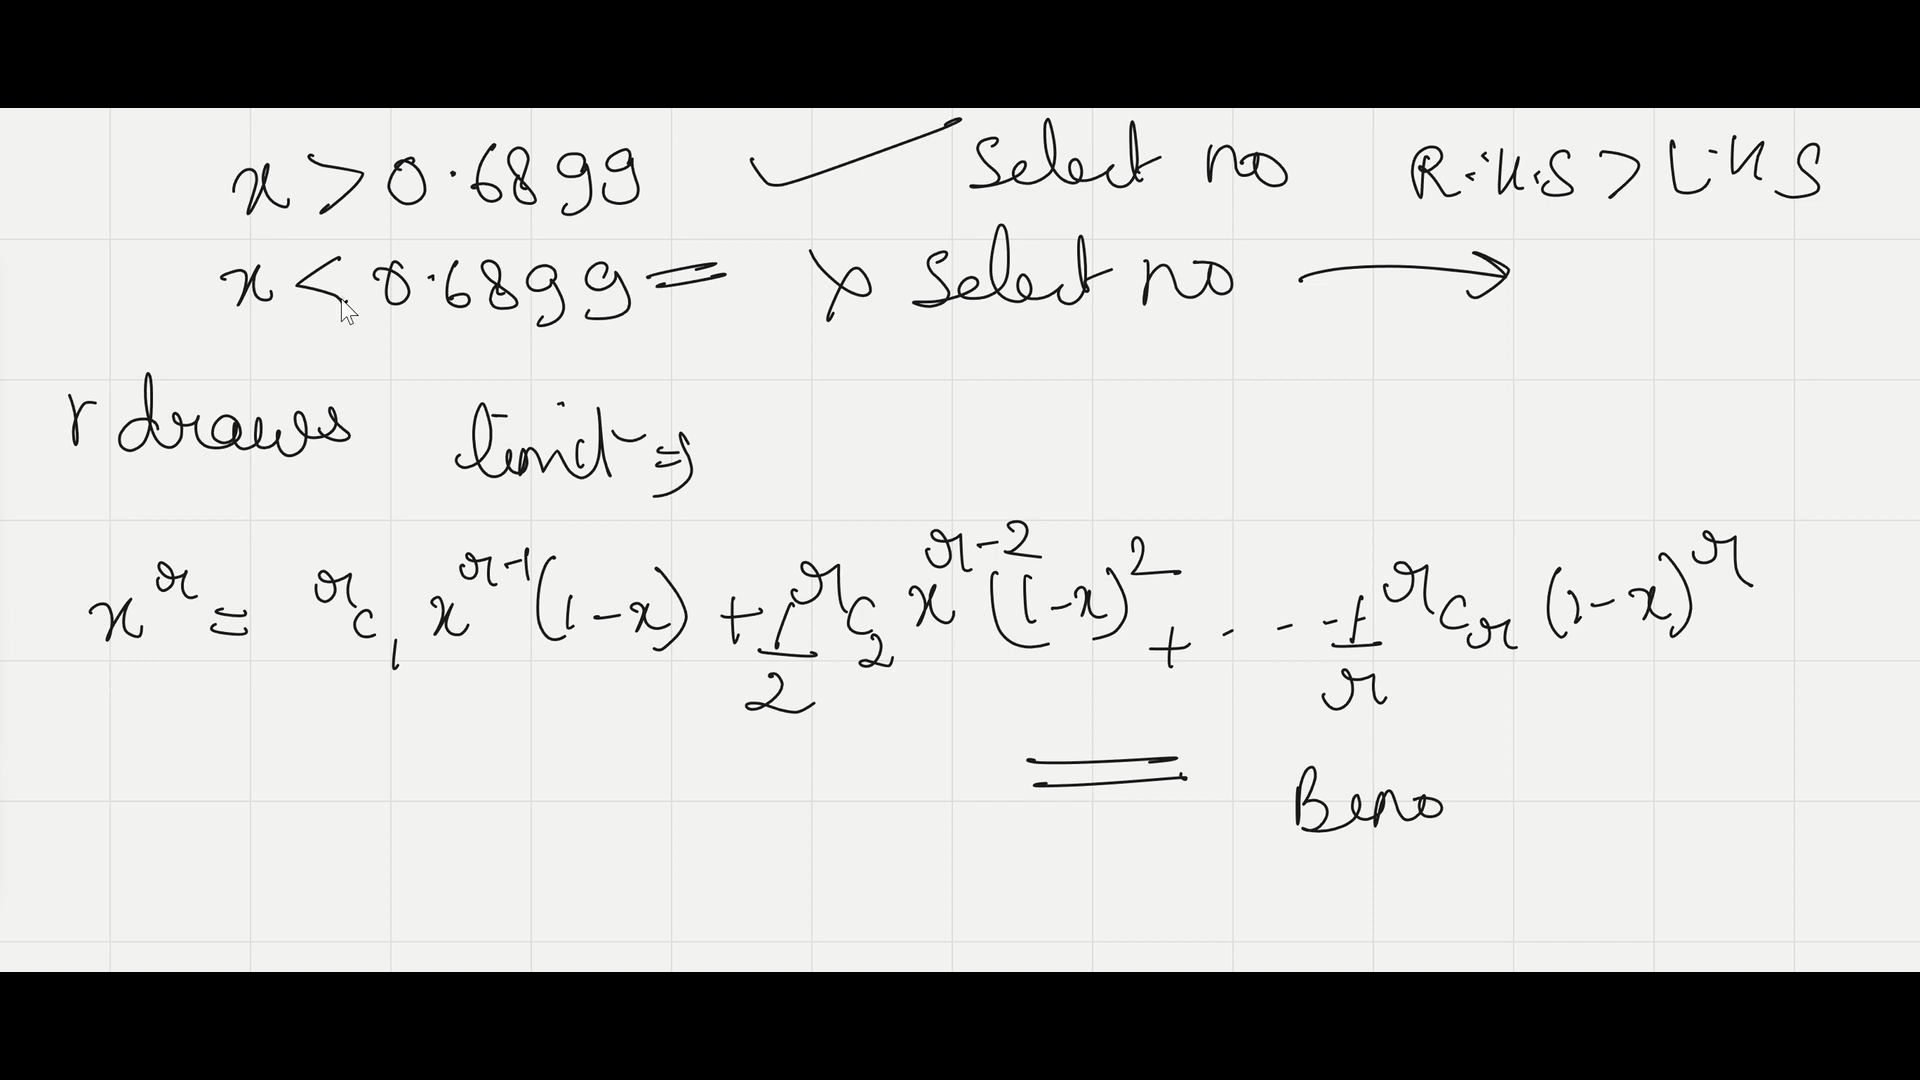 x > 0.6899 ✓ Select no R.H.S > L.H.S
x < 0.6899 = x Select no →
r draws limit ⇒
x^r = ^rC_1 x^{r-1} (1-x) + 1/2 ^rC_2 x^{r-2} (1-x)^2 + - - - 1/r ^rC_r (1-x)^r
Beno